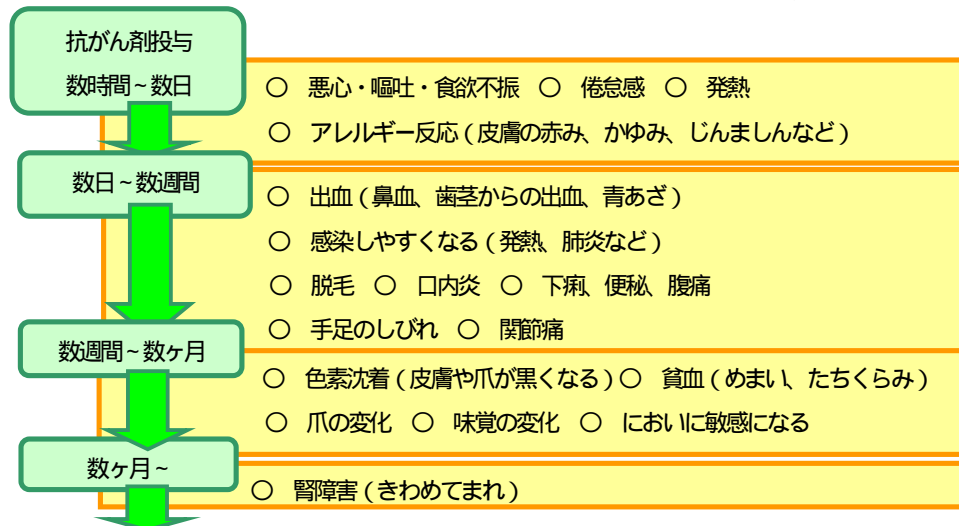 抗がん剤投与
数時間~数日
○ 悪心・嘔吐・食欲不振 ○ 倦怠感 ○ 発熱
○ アレルギー反応(皮膚の赤み、かゆみ、じんましんなど)
数日~数週間
○ 出血(鼻血、歯茎からの出血、青あざ)
○ 感染しやすくなる(発熱、肺炎など)
○ 脱毛 ○ 口内炎 ○ 下痢、便秘、腹痛
○ 手足のしびれ ○ 関節痛
数週間~数ヶ月
○ 色素沈着(皮膚や爪が黒くなる)○ 貧血(めまい、たちくらみ)
○ 爪の変化 ○ 味覚の変化 ○ においに敏感になる
数ヶ月~
○ 腎障害(きわめてまれ)